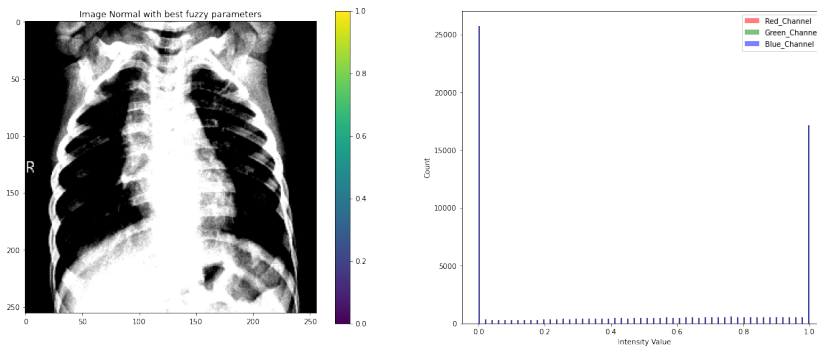 Image Normal with best fuzzy parameters
0
50
100
150
200
250
0 50 100 150 200 250
R
1.0
0.8
0.6
0.4
0.2
0.0
Count
25000
20000
15000
10000
5000
0
0.0 0.2 0.4 0.6 0.8 1.0
Intensity Value
Red_Channel
Green_Channe
Blue_Channel